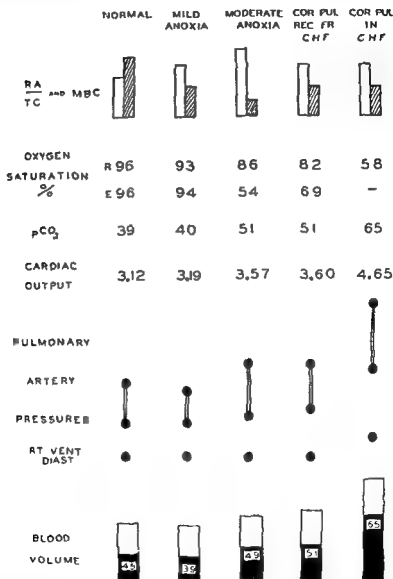 NORMAL MILD ANOXIA MODERATE ANOXIA COR PUL REC FR CHF COR PUL IN CHF
RA/TC AND MBC
OXYGEN SATURATION %
R 96 93 86 82 58
E 96 94 54 69 –
pCO2 39 40 51 51 65
CARDIAC OUTPUT 3.12 3.19 3.57 3.60 4.65
PULMONARY
ARTERY
PRESSURES
RT VENT
DIAST
BLOOD
VOLUME
45 39 49 51 65